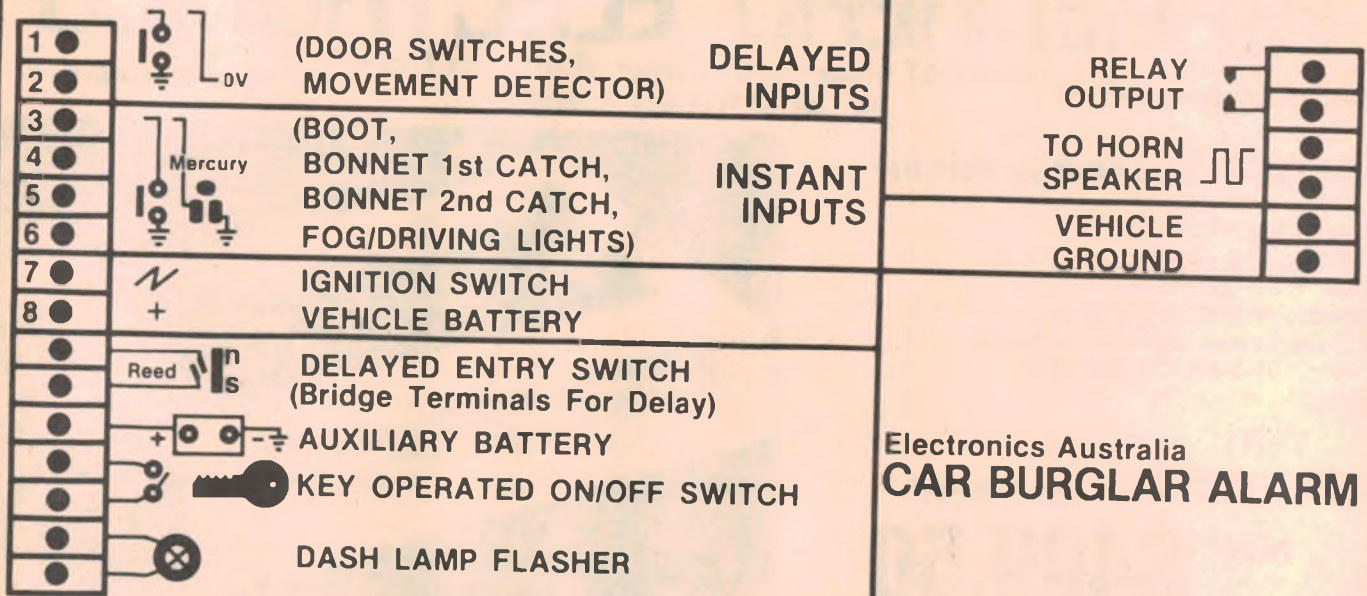 1
2
3
4
5
6
7
8
0V
(DOOR SWITCHES,
MOVEMENT DETECTOR)
DELAYED
INPUTS
Mercury
(BOOT,
BONNET 1st CATCH,
BONNET 2nd CATCH,
FOG/DRIVING LIGHTS)
INSTANT
INPUTS
IGNITION SWITCH
+
VEHICLE BATTERY
Reed
n
s
DELAYED ENTRY SWITCH
(Bridge Terminals For Delay)
+
-
AUXILIARY BATTERY
KEY OPERATED ON/OFF SWITCH
DASH LAMP FLASHER
RELAY
OUTPUT
TO HORN
SPEAKER
VEHICLE
GROUND
Electronics Australia
CAR BURGLAR ALARM